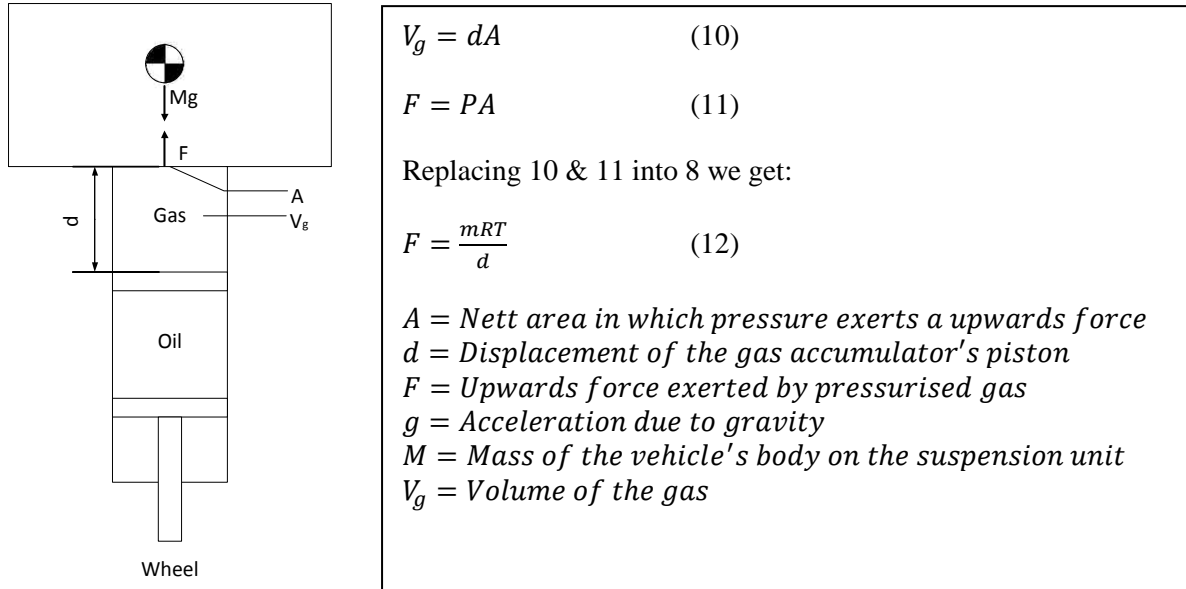 Mg
F
A
d
Gas
V₉
Oil
Wheel
V_g = dA (10)
F = PA (11)
Replacing 10 & 11 into 8 we get:
F = mRT/d (12)
A = Nett area in which pressure exerts a upwards force
d = Displacement of the gas accumulator's piston
F = Upwards force exerted by pressurised gas
g = Acceleration due to gravity
M = Mass of the vehicle's body on the suspension unit
V_g = Volume of the gas